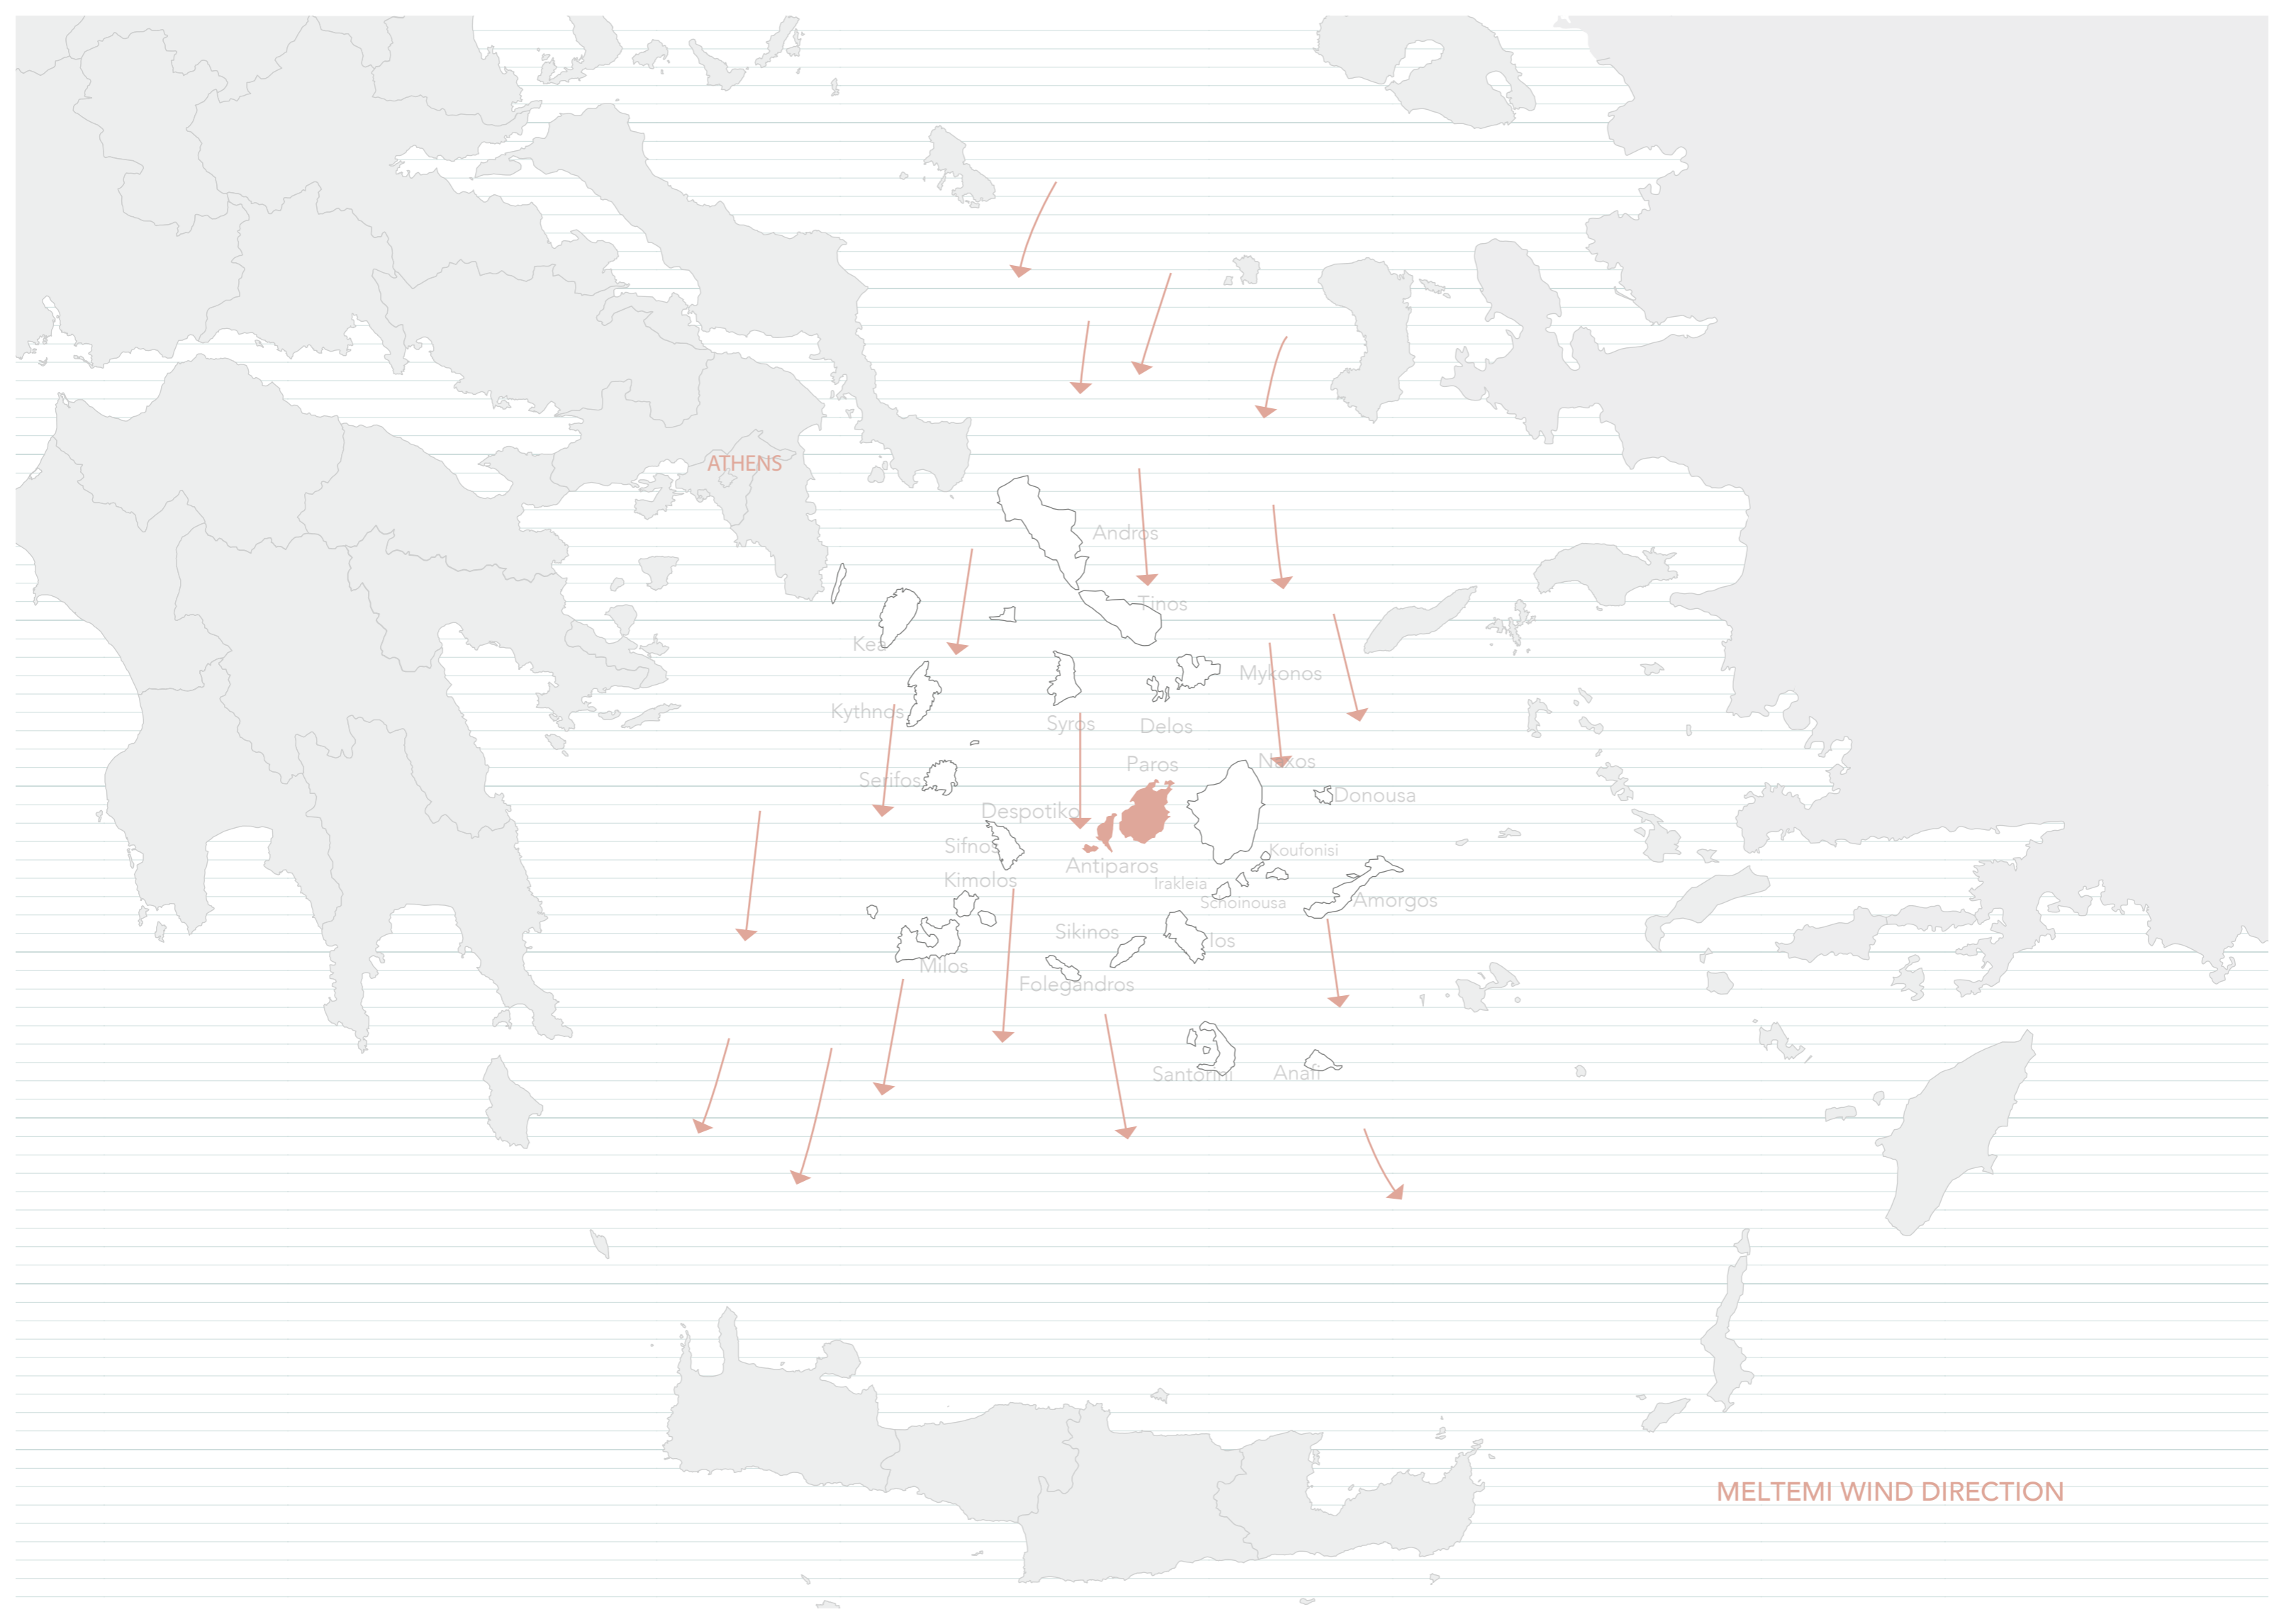 ATHENS
Andros
Tinos
Kea
Mykonos
Kythnos
Syros
Delos
Paros
Naxos
Serifos
Donousa
Despotiko
Sifnos
Koufonisi
Antiparos
Kimolos
Irakleia
Schoinousa
Amorgos
Sikinos
Ios
Milos
Folegandros
Santorini
Anafi
MELTEMI WIND DIRECTION